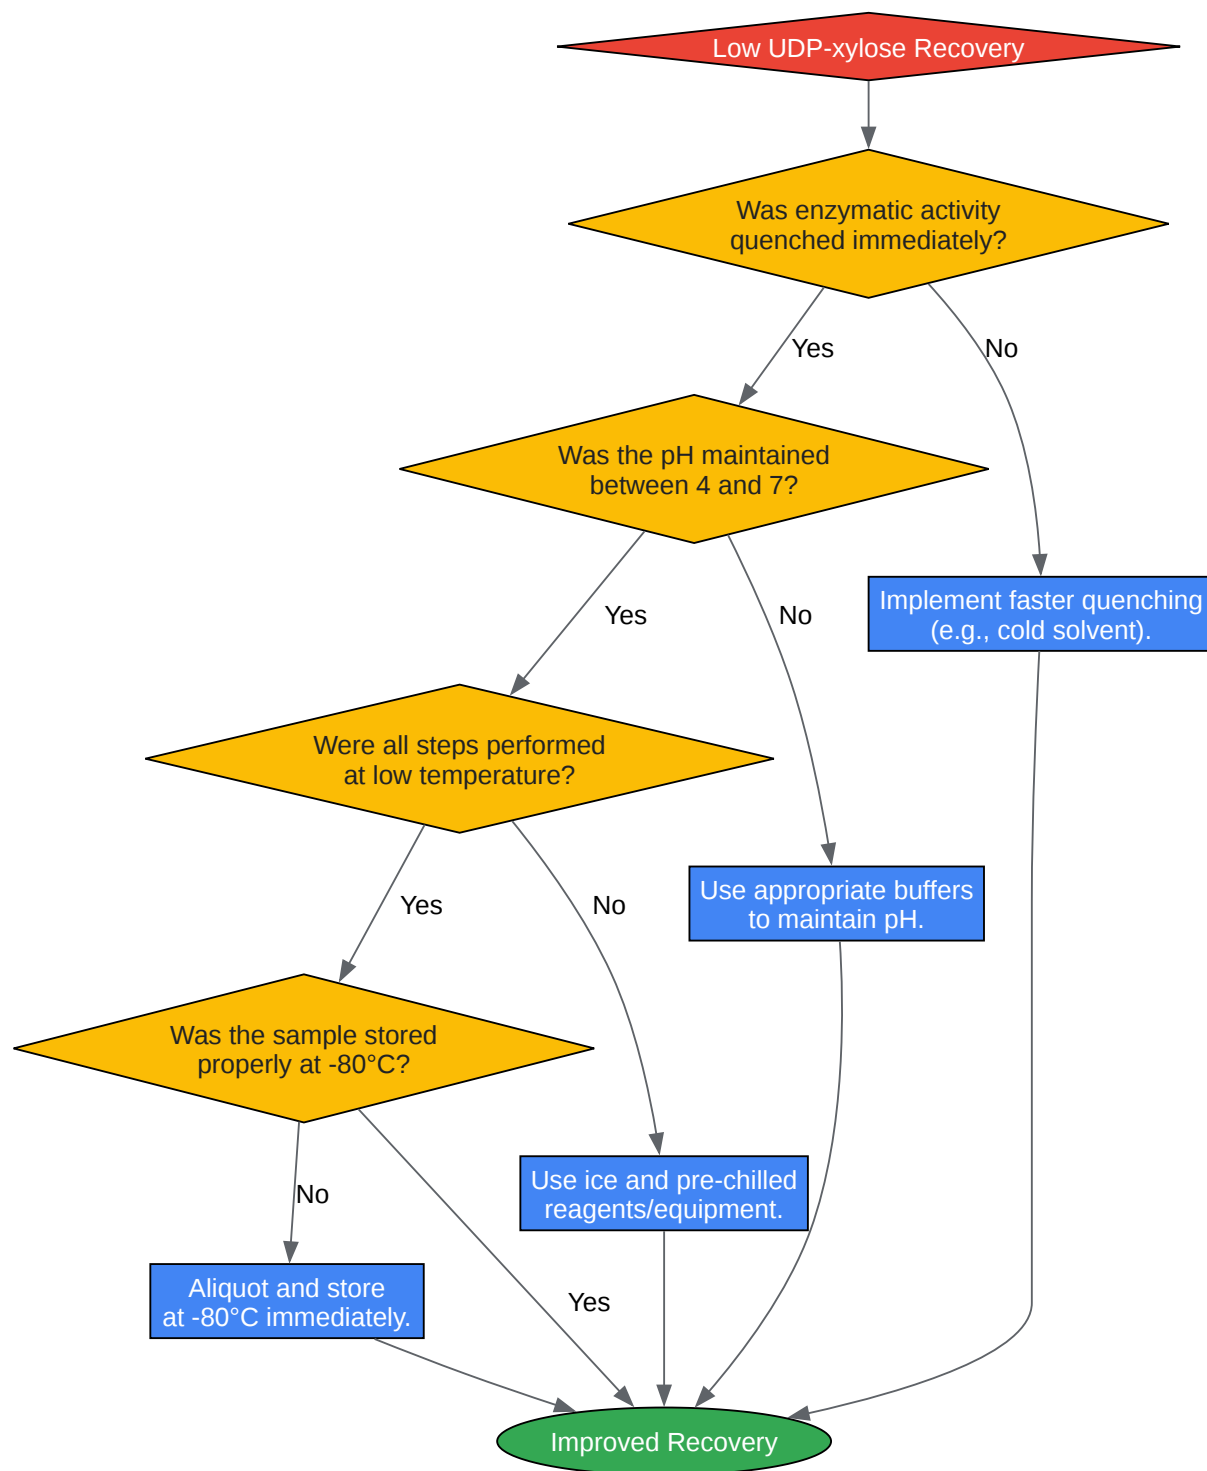 Low UDP-xylose Recovery
Was enzymatic activity
quenched immediately?
Yes
No
Was the pH maintained
between 4 and 7?
Implement faster quenching
(e.g., cold solvent).
Yes
No
Were all steps performed
at low temperature?
Use appropriate buffers
to maintain pH.
Yes
No
Was the sample stored
properly at -80°C?
Use ice and pre-chilled
reagents/equipment.
No
Aliquot and store
at -80°C immediately.
Yes
Improved Recovery